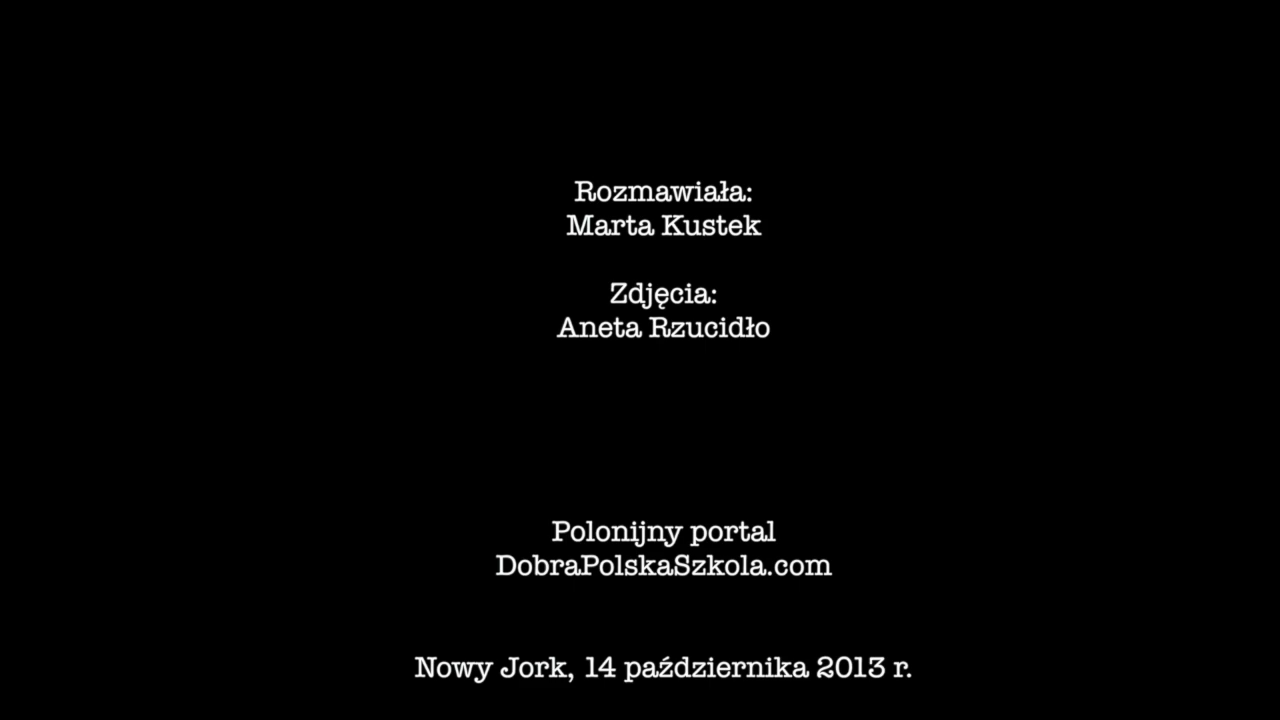 Rozmawiała:
Marta Kustek
Zdjęcia:
Aneta Rzucidło
Polonijny portal
DobraPolskaSzkola.com
Nowy Jork, 14 października 2013 r.